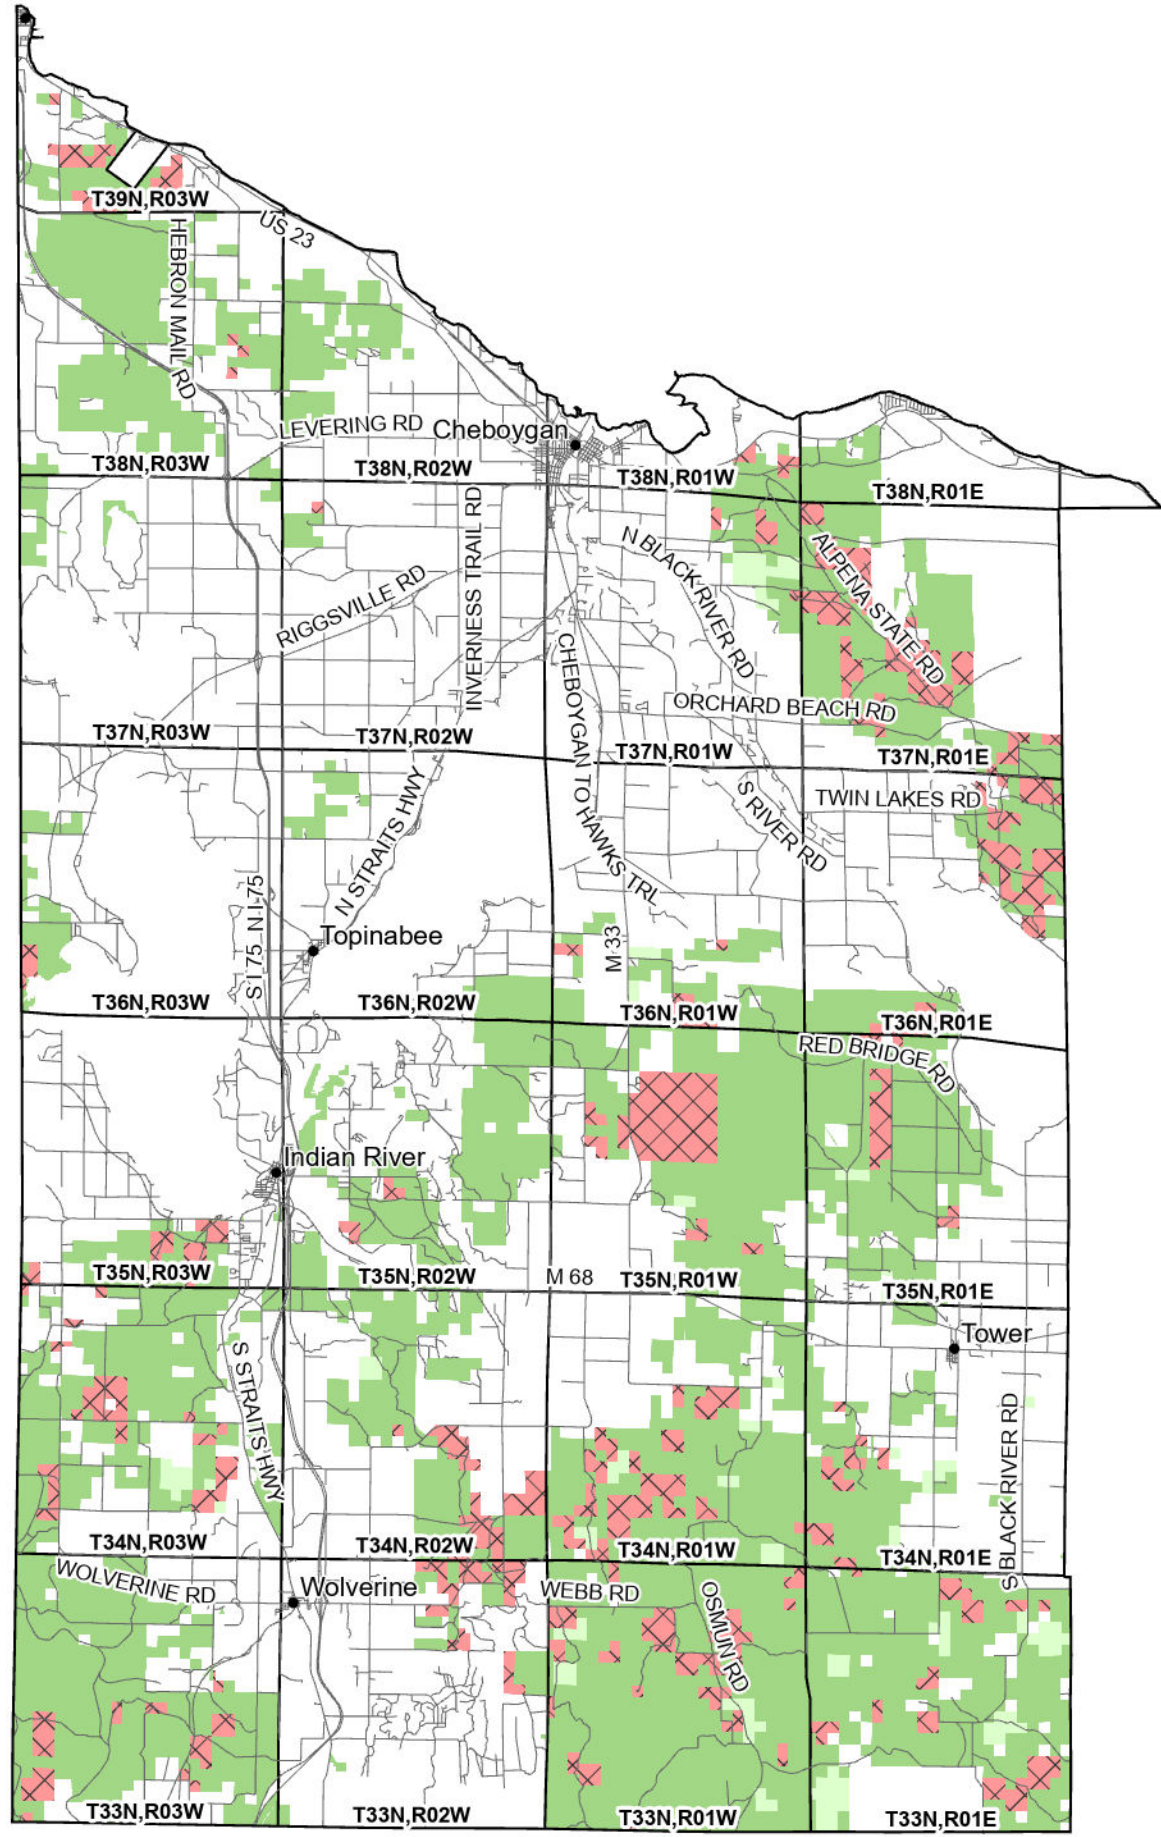 T39N,R03W
US 23
HEBRON MAIL RD
LEVERING RD
Cheboygan
T38N,R03W
T38N,R02W
T38N,R01W
T38N,R01E
INVERNESS TRAIL RD
N BLACK RIVER RD
ALPENA STATE RD
RIGGSVILLE RD
CHEBOYGAN TO HAWKS TRL
ORCHARD BEACH RD
T37N,R03W
T37N,R02W
T37N,R01W
T37N,R01E
TWIN LAKES RD
S RIVER RD
N STRAITS HWY
S I 75 N I 75
Topinabee
M 33
T36N,R03W
T36N,R02W
T36N,R01W
T36N,R01E
RED BRIDGE RD
Indian River
T35N,R03W
T35N,R02W
M 68
T35N,R01W
T35N,R01E
Tower
S STRAITS HWY
S BLACK RIVER RD
T34N,R03W
T34N,R02W
T34N,R01W
T34N,R01E
WOLVERINE RD
Wolverine
WEBB RD
OSMUN RD
T33N,R03W
T33N,R02W
T33N,R01W
T33N,R01E